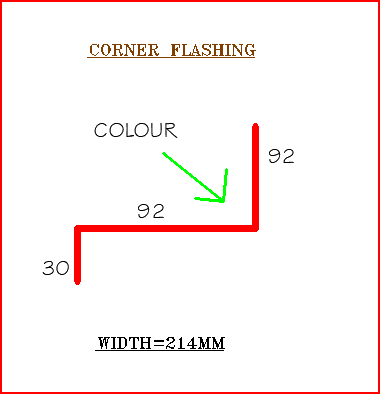 CORNER FLASHING
COLOUR
92
92
30
WIDTH=214MM